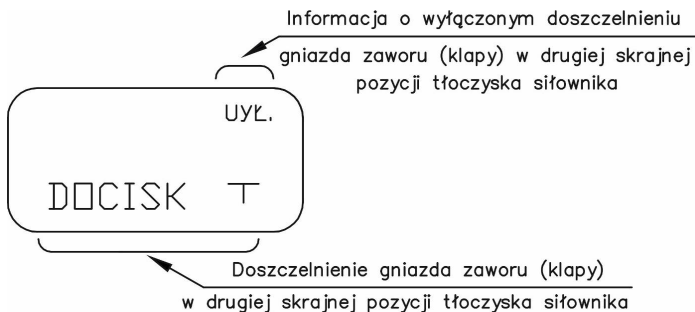 Informacja o wyłączonym doszczelnieniu
gniazda zaworu (klapy) w drugiej skrajnej
pozycji tłoczyska siłownika
WYŁ.
DOCISK ⊤
Doszczelnienie gniazda zaworu (klapy)
w drugiej skrajnej pozycji tłoczyska siłownika